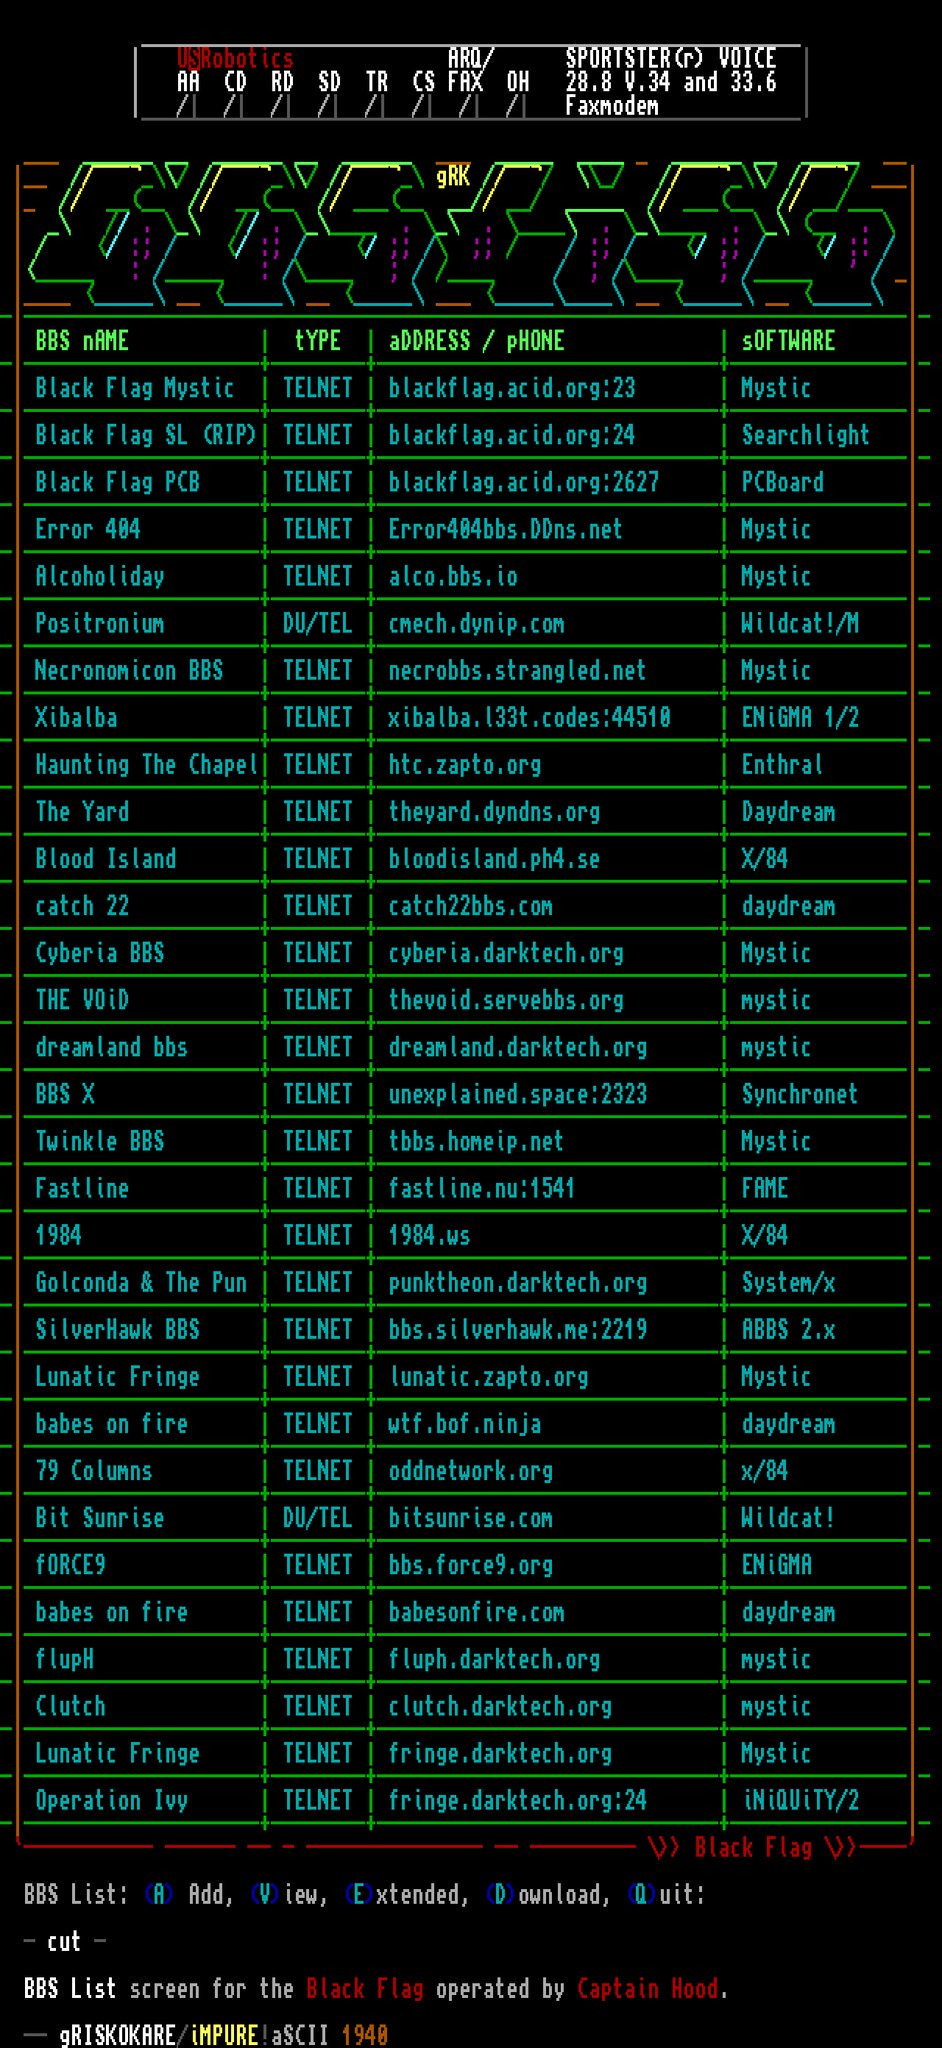 USRobotics ARQ/ SPORTSTER(r) VOICE
AA CD RD SD TR CS FAX OH 28.8 V.34 and 33.6
Faxmodem
gRK
BBS nAME tYPE aDDRESS / pHONE sOFTWARE
Black Flag Mystic TELNET blackflag.acid.org:23 Mystic
Black Flag SL (RIP) TELNET blackflag.acid.org:24 Searchlight
Black Flag PCB TELNET blackflag.acid.org:2627 PCBoard
Error 404 TELNET Error404bbs.DDns.net Mystic
Alcoholiday TELNET alco.bbs.io Mystic
Positronium DU/TEL cmech.dynip.com Wildcat!/M
Necronomicon BBS TELNET necrobbs.strangled.net Mystic
Xibalba TELNET xibalba.l33t.codes:44510 ENiGMA 1/2
Haunting The Chapel TELNET htc.zapto.org Enthral
The Yard TELNET theyard.dyndns.org Daydream
Blood Island TELNET bloodisland.ph4.se X/84
catch 22 TELNET catch22bbs.com daydream
Cyberia BBS TELNET cyberia.darktech.org Mystic
THE VOiD TELNET thevoid.servebbs.org mystic
dreamland bbs TELNET dreamland.darktech.org mystic
BBS X TELNET unexplained.space:2323 Synchronet
Twinkle BBS TELNET tbbs.homeip.net Mystic
Fastline TELNET fastline.nu:1541 FAME
1984 TELNET 1984.ws X/84
Golconda & The Pun TELNET punktheon.darktech.org System/x
SilverHawk BBS TELNET bbs.silverhawk.me:2219 ABBS 2.x
Lunatic Fringe TELNET lunatic.zapto.org Mystic
babes on fire TELNET wtf.bof.ninja daydream
79 Columns TELNET oddnetwork.org x/84
Bit Sunrise DU/TEL bitsunrise.com Wildcat!
fORCE9 TELNET bbs.force9.org ENiGMA
babes on fire TELNET babesonfire.com daydream
flupH TELNET fluph.darktech.org mystic
Clutch TELNET clutch.darktech.org mystic
Lunatic Fringe TELNET fringe.darktech.org Mystic
Operation Ivy TELNET fringe.darktech.org:24 iNiQUiTY/2
\>> Black Flag \>>
BBS List: (A) Add, (V)iew, (E)xtended, (D)ownload, (Q)uit:
— cut —
BBS List screen for the Black Flag operated by Captain Hood.
— gRISKOKARE/iMPURE!aSCII 1940